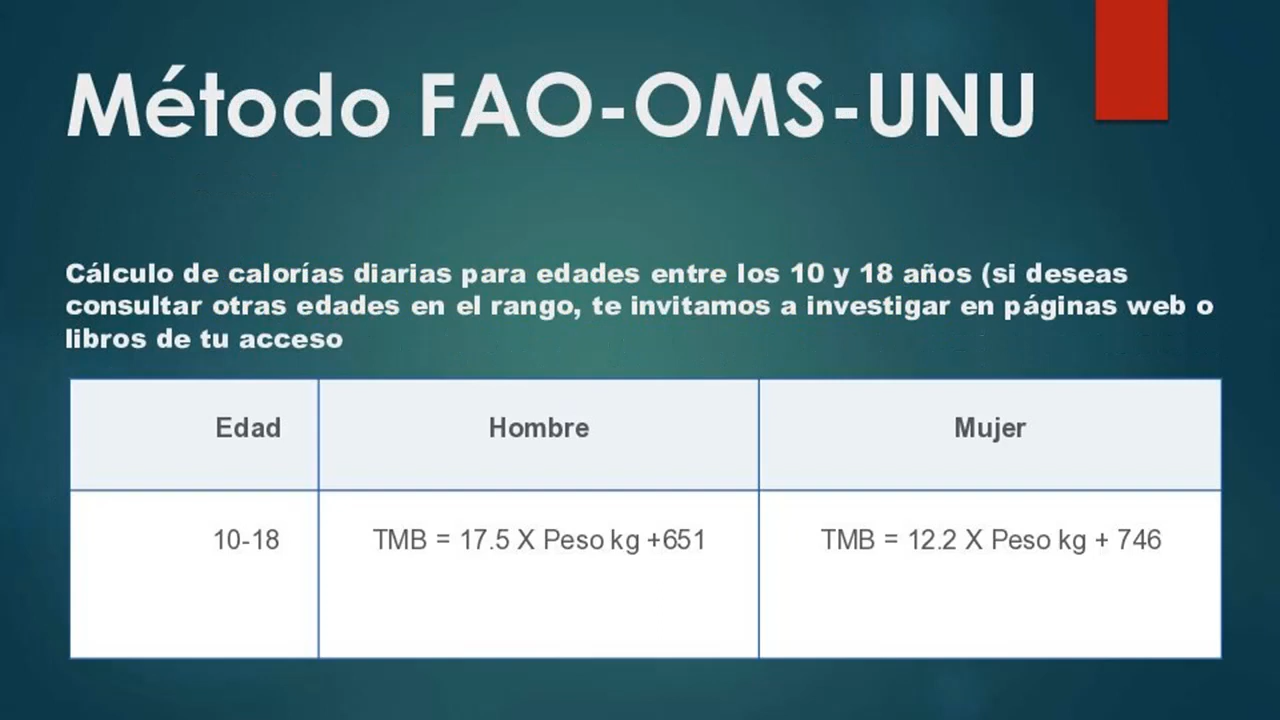 Método FAO-OMS-UNU
Cálculo de calorías diarias para edades entre los 10 y 18 años (si deseas
consultar otras edades en el rango, te invitamos a investigar en páginas web o
libros de tu acceso
Edad Hombre Mujer
10-18 TMB = 17.5 X Peso kg +651 TMB = 12.2 X Peso kg + 746